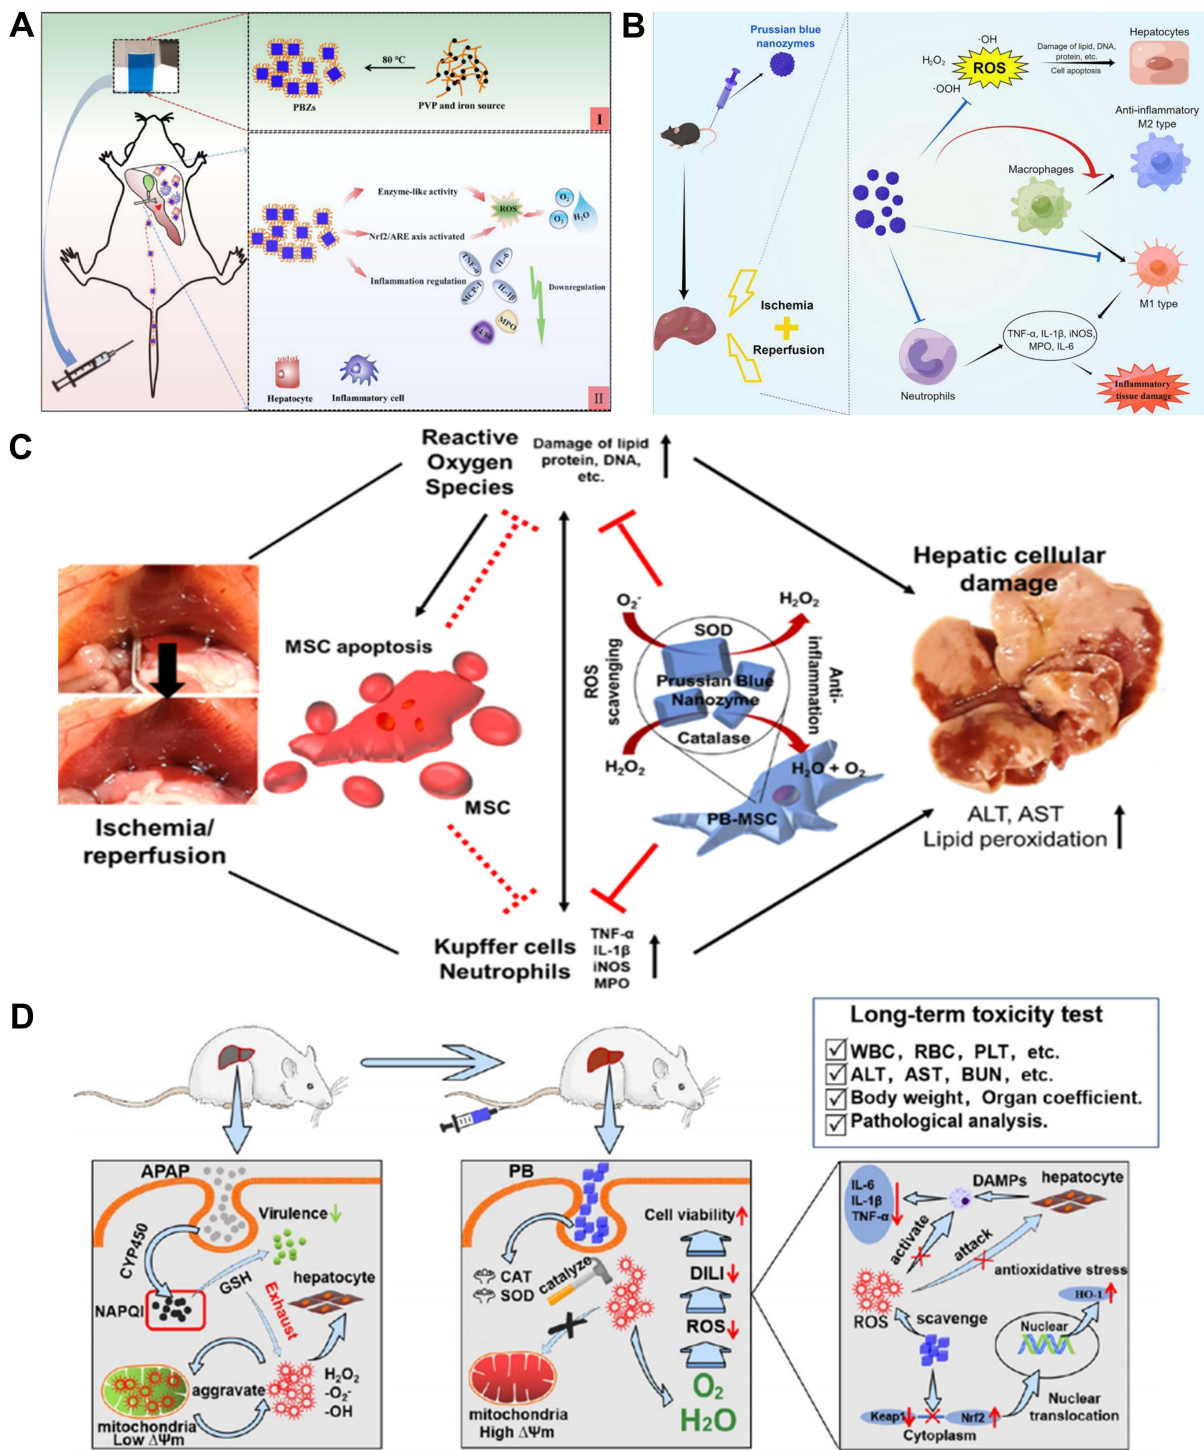 A
80 °C
PBZs
PVP and iron source
I
Enzyme-like activity
ROS
O₂
O₂
H₂O
Nrf2/ARE axis activated
Inflammation regulation
TNF-α
IL-6
MCP-1
IL-1β
MPO
Downregulation
Hepatocyte
Inflammatory cell
II
B
Prussian blue
nanozymes
Ischemia
Reperfusion
·OH
H₂O₂
ROS
·OOH
Damage of lipid, DNA,
protein, etc.
Cell apoptosis
Hepatocytes
Anti-inflammatory
M2 type
Macrophages
M1 type
TNF-α, IL-1β, iNOS,
MPO, IL-6
Neutrophils
Inflammatory
tissue damage
C
Reactive
Oxygen
Species
Damage of lipid
protein, DNA,
etc.
Hepatic cellular
damage
MSC apoptosis
MSC
Ischemia/
reperfusion
O₂⁻
H₂O₂
SOD
ROS
scavenging
Anti-
inflammation
Prussian Blue
Nanozyme
Catalase
H₂O₂
H₂O + O₂
PB-MSC
ALT, AST
Lipid peroxidation
Kupffer cells
Neutrophils
TNF-α
IL-1β
iNOS
MPO
D
Long-term toxicity test
WBC, RBC, PLT, etc.
ALT, AST, BUN, etc.
Body weight, Organ coefficient.
Pathological analysis.
APAP
CYP450
Virulence
GSH
NAPQI
Exhaust
hepatocyte
aggravate
H₂O₂
-O₂⁻
-OH
mitochondria
Low ΔΨm
PB
CAT
SOD
catalyze
Cell viability
DILI
ROS
O₂
H₂O
mitochondria
High ΔΨm
IL-6
IL-1β
TNF-α
DAMPs
hepatocyte
activate
attack
antioxidative stress
HO-1
ROS
scavenge
Nuclear
Nuclear
translocation
Keap1
Nrf2
Cytoplasm